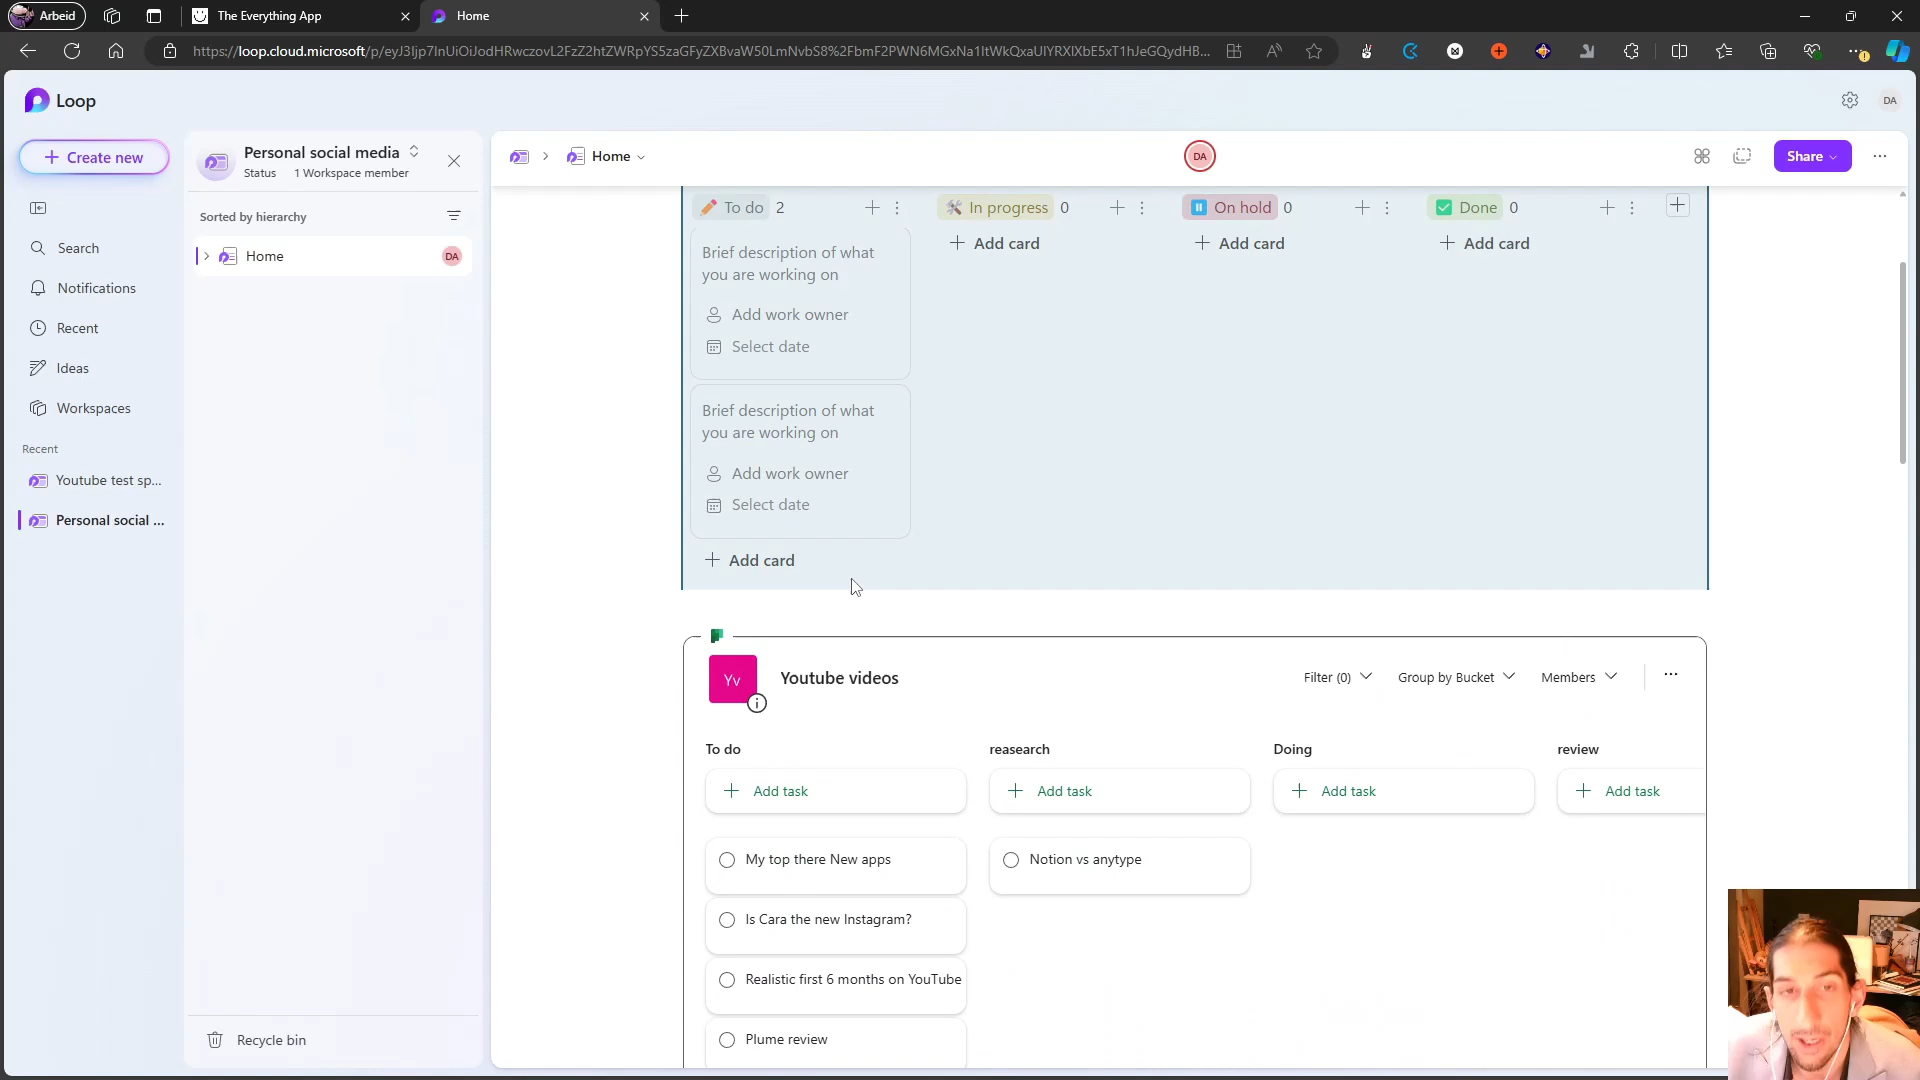 Arbeid
The Everything App
Home
https://loop.cloud.microsoft/p/eyJ3Ijp7InUiOiJodHRwczovL2FzZ2htZWRpYS5zaGFyZXBvaW50LmNvbS8%2FbmF2PWN6MGxNa1ltWkQxaUlYRXlXbE5xT1hJeGQydHB...
Loop
DA
Create new
Personal social media
Status 1 Workspace member
Home
DA
Share
Sorted by hierarchy
Search
Home
DA
Notifications
Recent
Ideas
Workspaces
Recent
Youtube test sp...
Personal social ...
Recycle bin
To do 2
In progress 0
On hold 0
Done 0
Add card
Add card
Add card
Brief description of what
you are working on
Add work owner
Select date
Brief description of what
you are working on
Add work owner
Select date
Add card
Yv
Youtube videos
Filter (0)
Group by Bucket
Members
To do
reasearch
Doing
review
Add task
Add task
Add task
Add task
My top there New apps
Notion vs anytype
Is Cara the new Instagram?
Realistic first 6 months on YouTube
Plume review